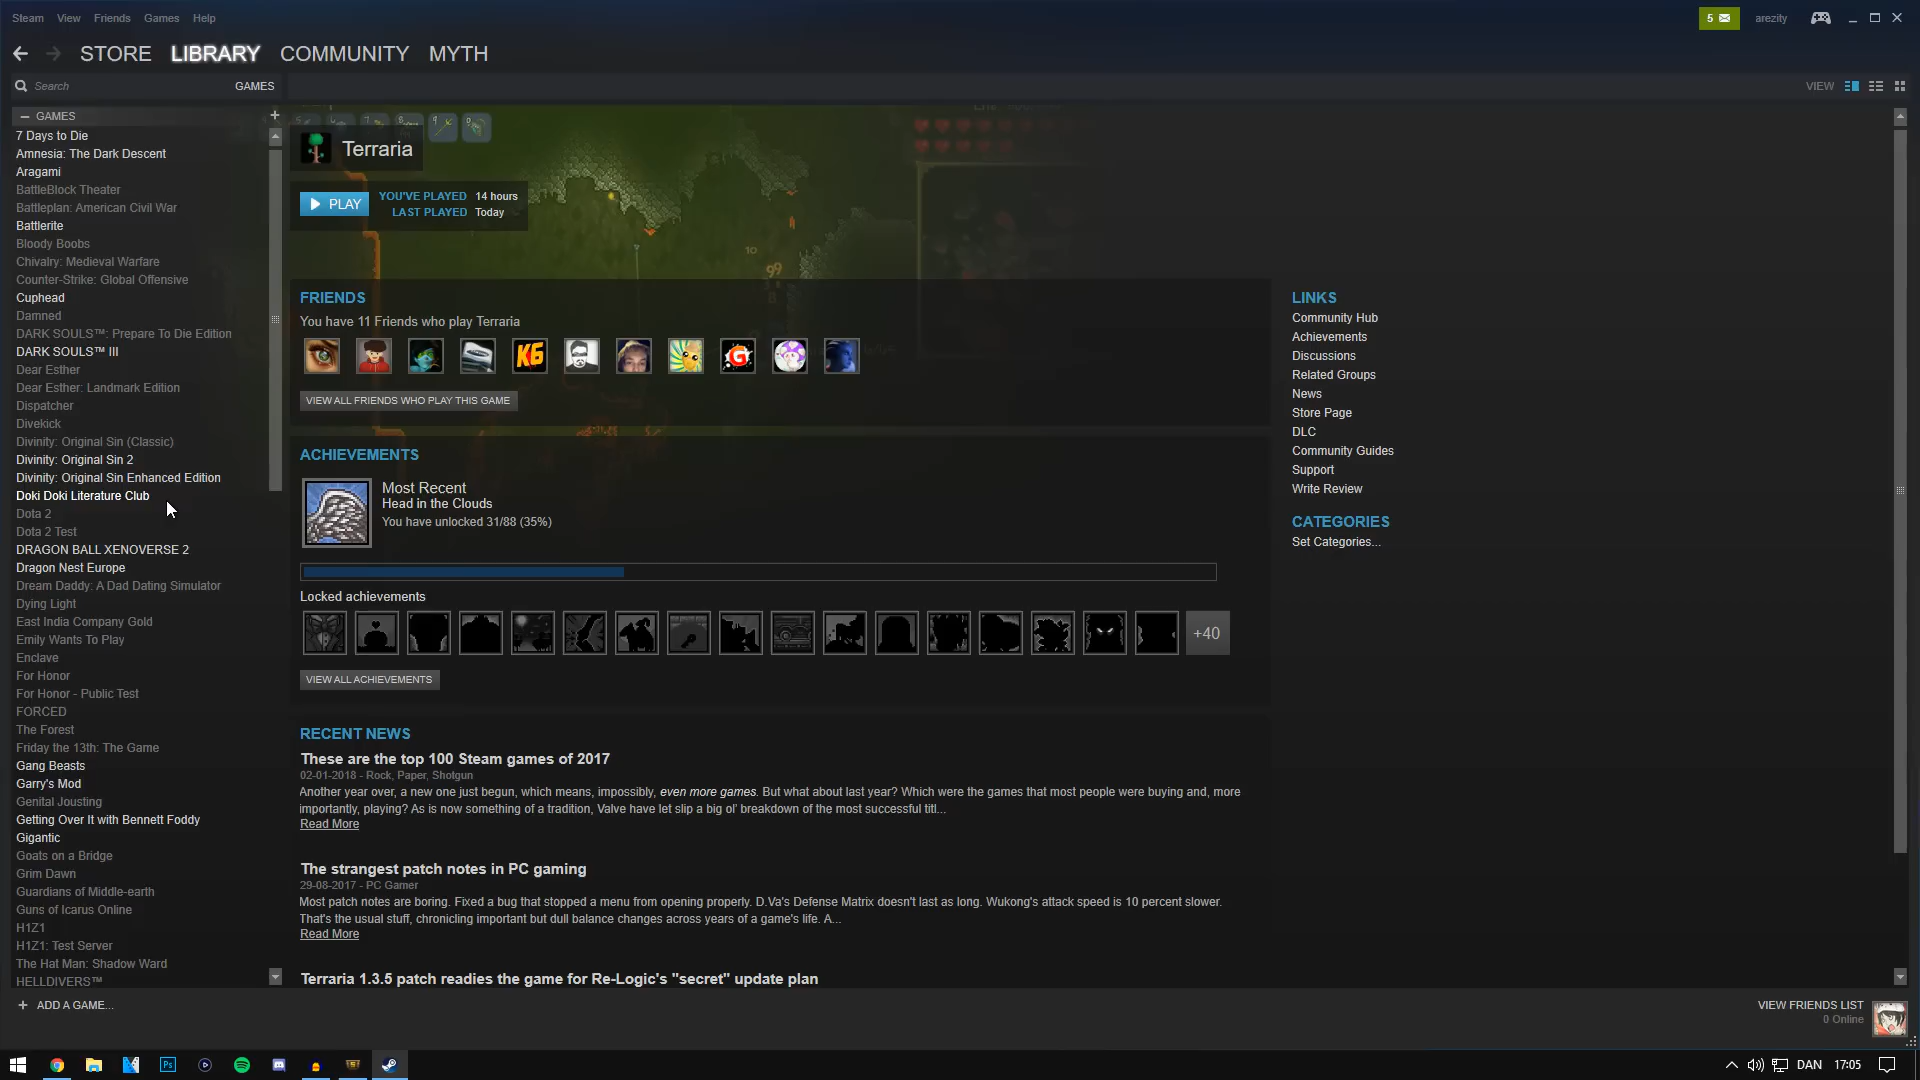 Steam View Friends Games Help
5 arezity
STORE LIBRARY COMMUNITY MYTH
Search GAMES VIEW
GAMES
7 Days to Die
Amnesia: The Dark Descent
Aragami
BattleBlock Theater
Battleplan: American Civil War
Battlerite
Bloody Boobs
Chivalry: Medieval Warfare
Counter-Strike: Global Offensive
Cuphead
Damned
DARK SOULS™: Prepare To Die Edition
DARK SOULS™ III
Dear Esther
Dear Esther: Landmark Edition
Dispatcher
Divekick
Divinity: Original Sin (Classic)
Divinity: Original Sin 2
Divinity: Original Sin Enhanced Edition
Doki Doki Literature Club
Dota 2
Dota 2 Test
DRAGON BALL XENOVERSE 2
Dragon Nest Europe
Dream Daddy: A Dad Dating Simulator
Dying Light
East India Company Gold
Emily Wants To Play
Enclave
For Honor
For Honor - Public Test
FORCED
The Forest
Friday the 13th: The Game
Gang Beasts
Garry's Mod
Genital Jousting
Getting Over It with Bennett Foddy
Gigantic
Goats on a Bridge
Grim Dawn
Guardians of Middle-earth
Guns of Icarus Online
H1Z1
H1Z1: Test Server
The Hat Man: Shadow Ward
HELLDIVERS™
ADD A GAME...
Terraria
PLAY
YOU'VE PLAYED 14 hours
LAST PLAYED Today
10
99
FRIENDS
You have 11 Friends who play Terraria
K6
G
VIEW ALL FRIENDS WHO PLAY THIS GAME
ACHIEVEMENTS
Most Recent
Head in the Clouds
You have unlocked 31/88 (35%)
Locked achievements
+40
VIEW ALL ACHIEVEMENTS
RECENT NEWS
These are the top 100 Steam games of 2017
02-01-2018 - Rock, Paper, Shotgun
Another year over, a new one just begun, which means, impossibly, even more games. But what about last year? Which were the games that most people were buying and, more
importantly, playing? As is now something of a tradition, Valve have let slip a big ol' breakdown of the most successful titl...
Read More
The strangest patch notes in PC gaming
29-08-2017 - PC Gamer
Most patch notes are boring. Fixed a bug that stopped a menu from opening properly. D.Va's Defense Matrix doesn't last as long. Wukong's attack speed is 10 percent slower.
That's the usual stuff, chronicling important but dull balance changes across years of a game's life. A...
Read More
Terraria 1.3.5 patch readies the game for Re-Logic's "secret" update plan
LINKS
Community Hub
Achievements
Discussions
Related Groups
News
Store Page
DLC
Community Guides
Support
Write Review
CATEGORIES
Set Categories...
VIEW FRIENDS LIST
0 Online
Ps
DAN 17:05